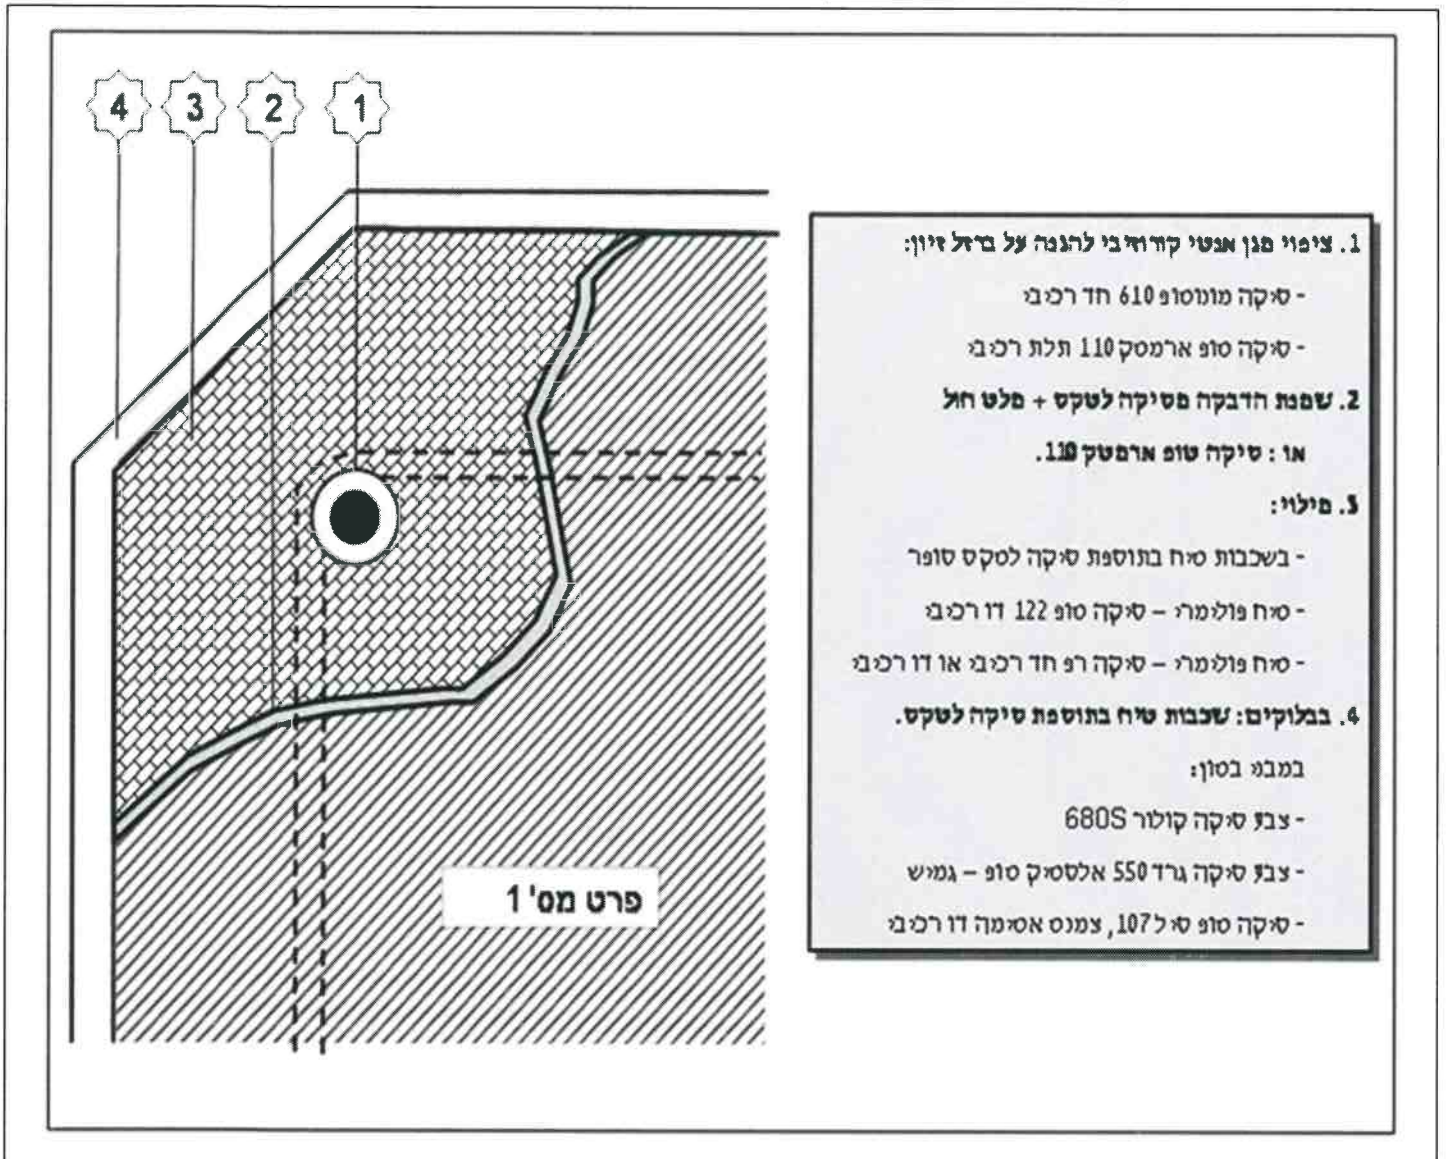 4 3 2 1
1. ציפוי מגן אנטי קורוזיבי להגנה על ברזל זיון:
- סיקה מונוטופ 610 חד רכיבי
- סיקה טופ ארמטק 110 תלת רכיבי
2. שמנת הדבקה מסיקה לטקס + מלט חול
או : סיקה טופ ארמטק 110.
3. מילוי:
- בשכבות טיח בתוספת סיקה לטקס סופר
- טיח פולימרי – סיקה טופ 122 דו רכיבי
- טיח פולימרי – סיקה רפ חד רכיבי או דו רכיבי
4. בבלוקים: שכבות טיח בתוספת סיקה לטקס.
במבני בטון:
- צבע סיקה קולור 680S
- צבע סיקה גרד 550 אלסטיק טופ – גמיש
- סיקה טופ סיל 107, צמנט אטימה דו רכיבי
פרט מס' 1